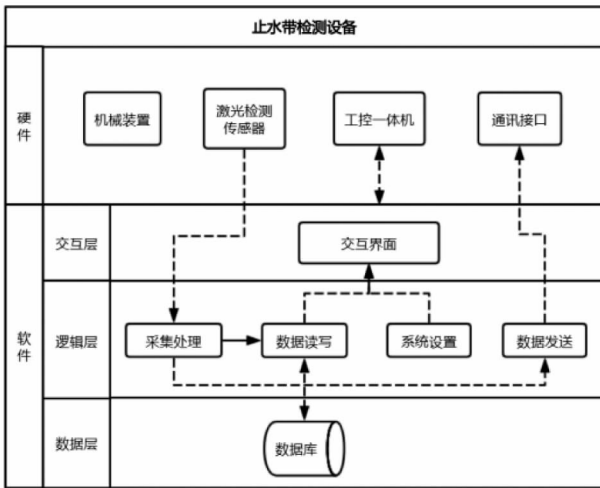 止水带检测设备
硬件
机械装置
激光检测
传感器
工控一体机
通讯接口
软件
交互层
交互界面
逻辑层
采集处理
数据读写
系统设置
数据发送
数据层
数据库